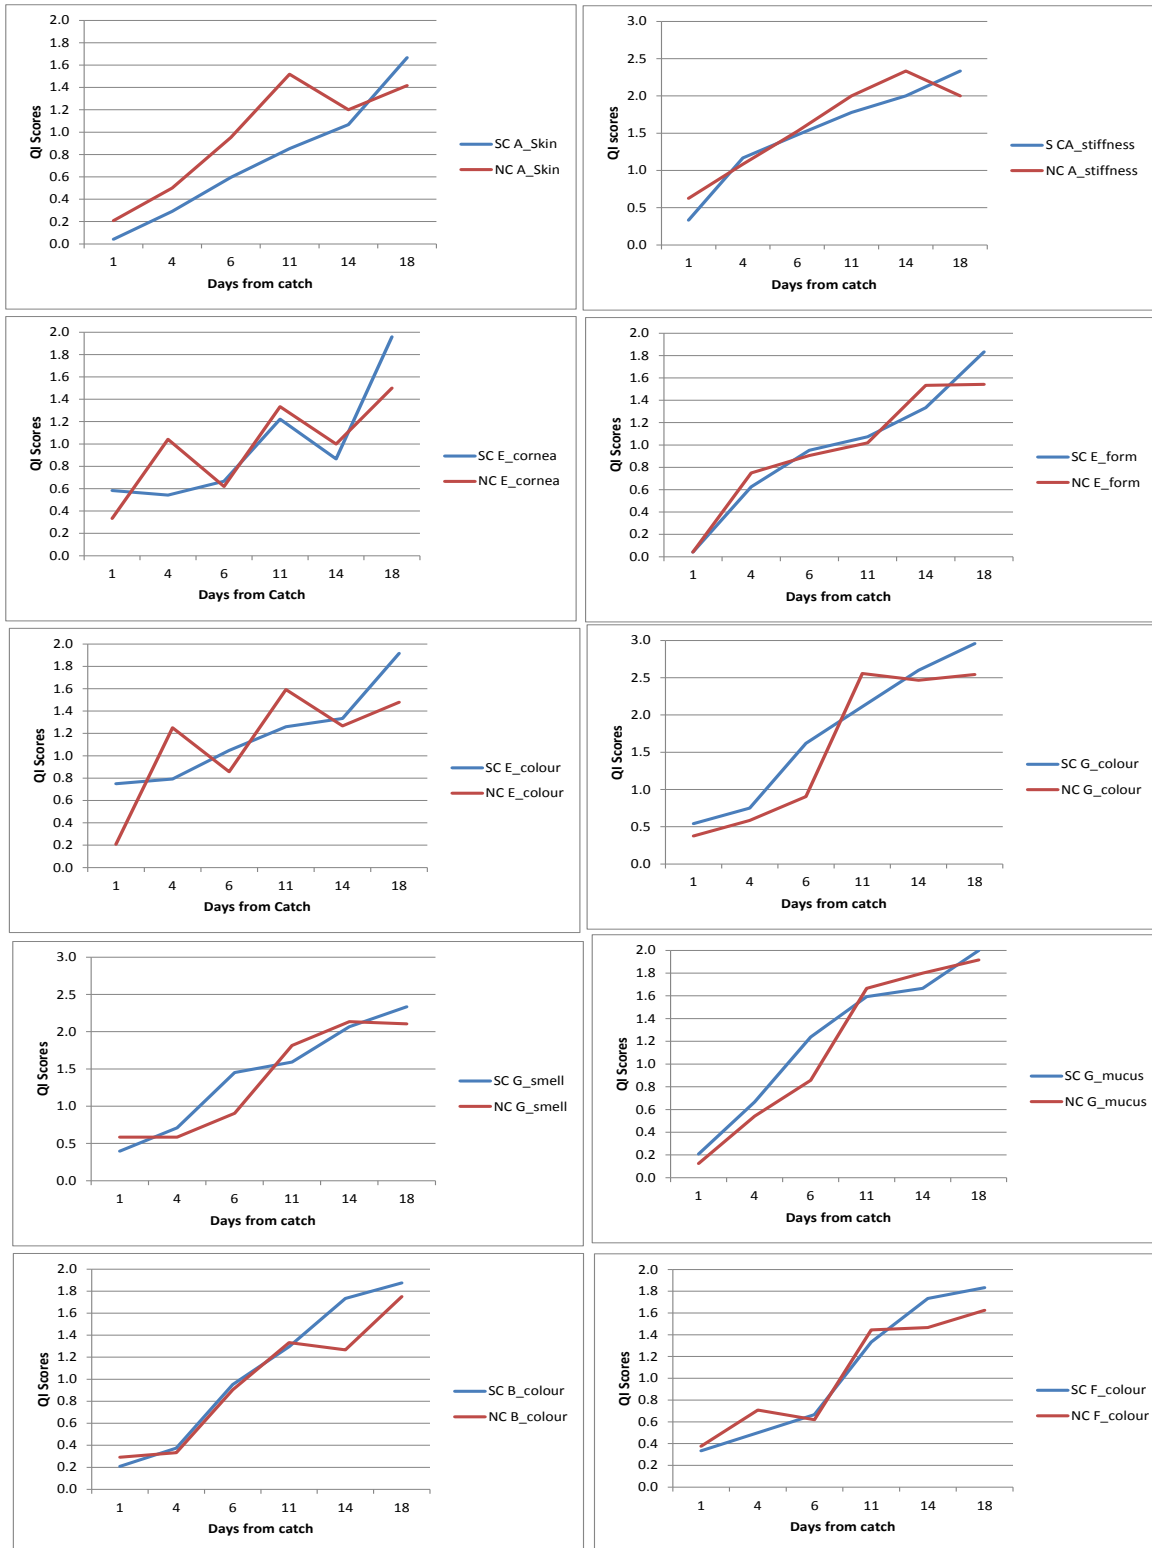 2.0
1.8
1.6
1.4
1.2
1.0
0.8
0.6
0.4
0.2
0.0
QI Scores
1 4 6 11 14 18
Days from catch
SC A_Skin
NC A_Skin
3.0
2.5
2.0
1.5
1.0
0.5
0.0
QI scores
1 4 6 11 14 18
Days from catch
S CA_stiffness
NC A_stiffness
2.0
1.8
1.6
1.4
1.2
1.0
0.8
0.6
0.4
0.2
0.0
QI Scores
1 4 6 11 14 18
Days from Catch
SC E_cornea
NC E_cornea
2.0
1.8
1.6
1.4
1.2
1.0
0.8
0.6
0.4
0.2
0.0
QI Scores
1 4 6 11 14 18
Days from catch
SC E_form
NC E_form
2.0
1.8
1.6
1.4
1.2
1.0
0.8
0.6
0.4
0.2
0.0
QI Scores
1 4 6 11 14 18
Days from Catch
SC E_colour
NC E_colour
3.0
2.5
2.0
1.5
1.0
0.5
0.0
QI Scores
1 4 6 11 14 18
Days from catch
SC G_colour
NC G_colour
3.0
2.5
2.0
1.5
1.0
0.5
0.0
QI Scores
1 4 6 11 14 18
Days from catch
SC G_smell
NC G_smell
2.0
1.8
1.6
1.4
1.2
1.0
0.8
0.6
0.4
0.2
0.0
QI Scores
1 4 6 11 14 18
Days from catch
SC G_mucus
NC G_mucus
2.0
1.8
1.6
1.4
1.2
1.0
0.8
0.6
0.4
0.2
0.0
QI Scores
1 4 6 11 14 18
Days from catch
SC B_colour
NC B_colour
2.0
1.8
1.6
1.4
1.2
1.0
0.8
0.6
0.4
0.2
0.0
QI Scores
1 4 6 11 14 18
Days from catch
SC F_colour
NC F_colour